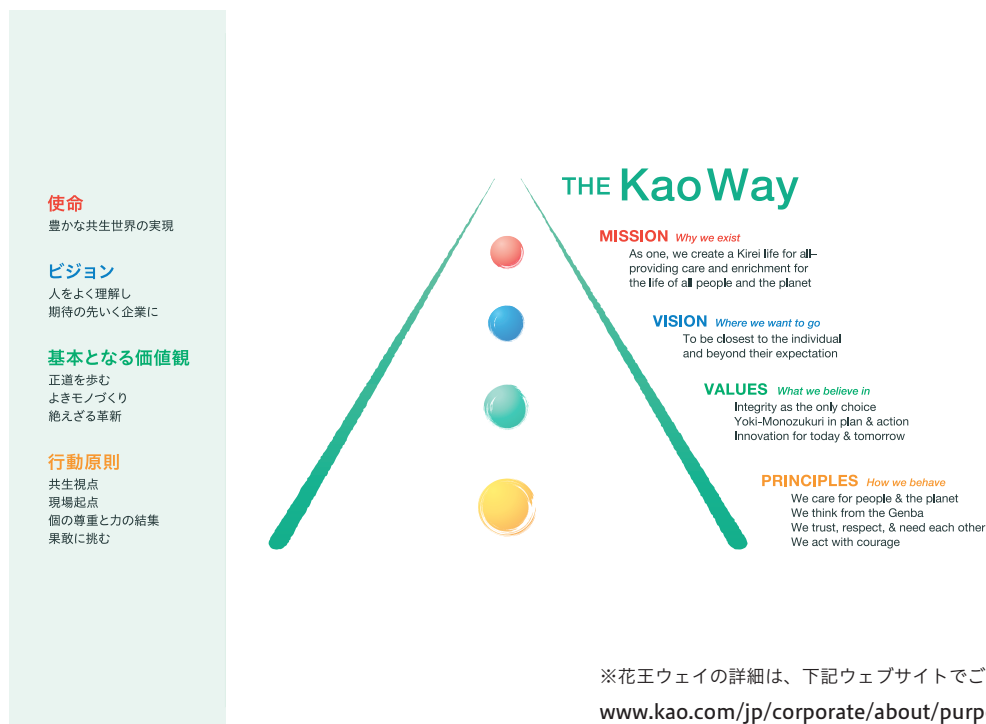 使命
豊かな共生世界の実現
ビジョン
人をよく理解し
期待の先いく企業に
基本となる価値観
正道を歩む
よきモノづくり
絶えざる革新
行動原則
共生視点
現場起点
個の尊重と力の結集
果敢に挑む
THE Kao Way
MISSION Why we exist
As one, we create a Kirei life for all–
providing care and enrichment for
the life of all people and the planet
VISION Where we want to go
To be closest to the individual
and beyond their expectation
VALUES What we believe in
Integrity as the only choice
Yoki-Monozukuri in plan & action
Innovation for today & tomorrow
PRINCIPLES How we behave
We care for people & the planet
We think from the Genba
We trust, respect, & need each other
We act with courage
※花王ウェイの詳細は、下記ウェブサイトでご
www.kao.com/jp/corporate/about/purp